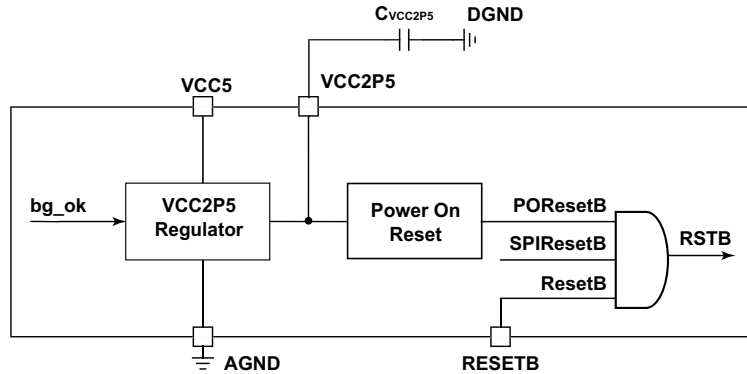 CVCC2P5
DGND
VCC5
VCC2P5
bg_ok
VCC2P5
Regulator
Power On
Reset
POResetB
SPIResetB
ResetB
RSTB
AGND
RESETB